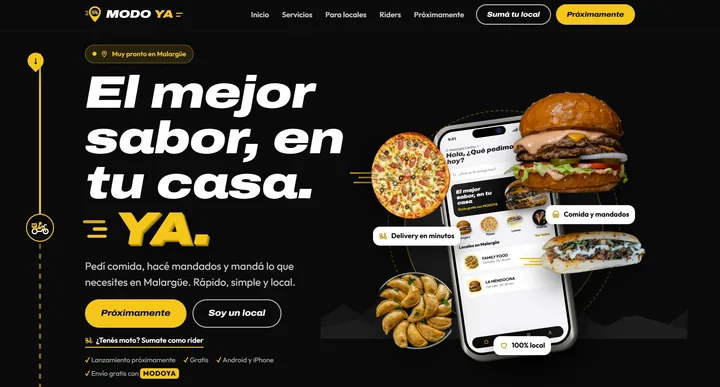 MODO YA
Inicio Servicios Para locales Riders Próximamente Sumá tu local Próximamente
Muy pronto en Malargüe
El mejor
sabor, en
tu casa.
YA.
Pedí comida, hacé mandados y mandá lo que
necesites en Malargüe. Rápido, simple y local.
Próximamente Soy un local
¿Tenés moto? Sumate como rider
Lanzamiento próximamente Gratis Android y iPhone
Envío gratis con MODOYA
9:41
Hola, ¿Qué pedimos
hoy?
El mejor
sabor, en tu
casa
Delivery en minutos
Comida y mandados
Locales en Malargüe
FAMILY FOOD
LA MENDOCINA
100% local